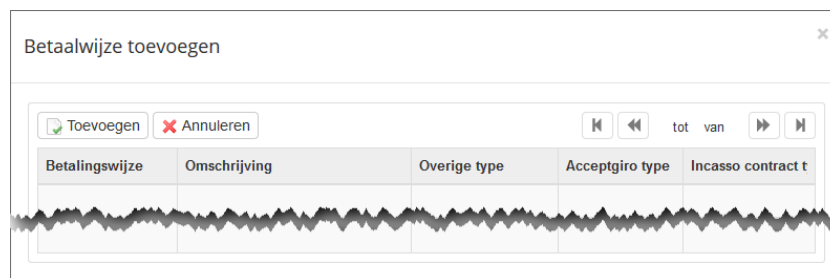 Betaalwijze toevoegen
×
Toevoegen Annuleren tot van
Betalingswijze Omschrijving Overige type Acceptgiro type Incasso contract t